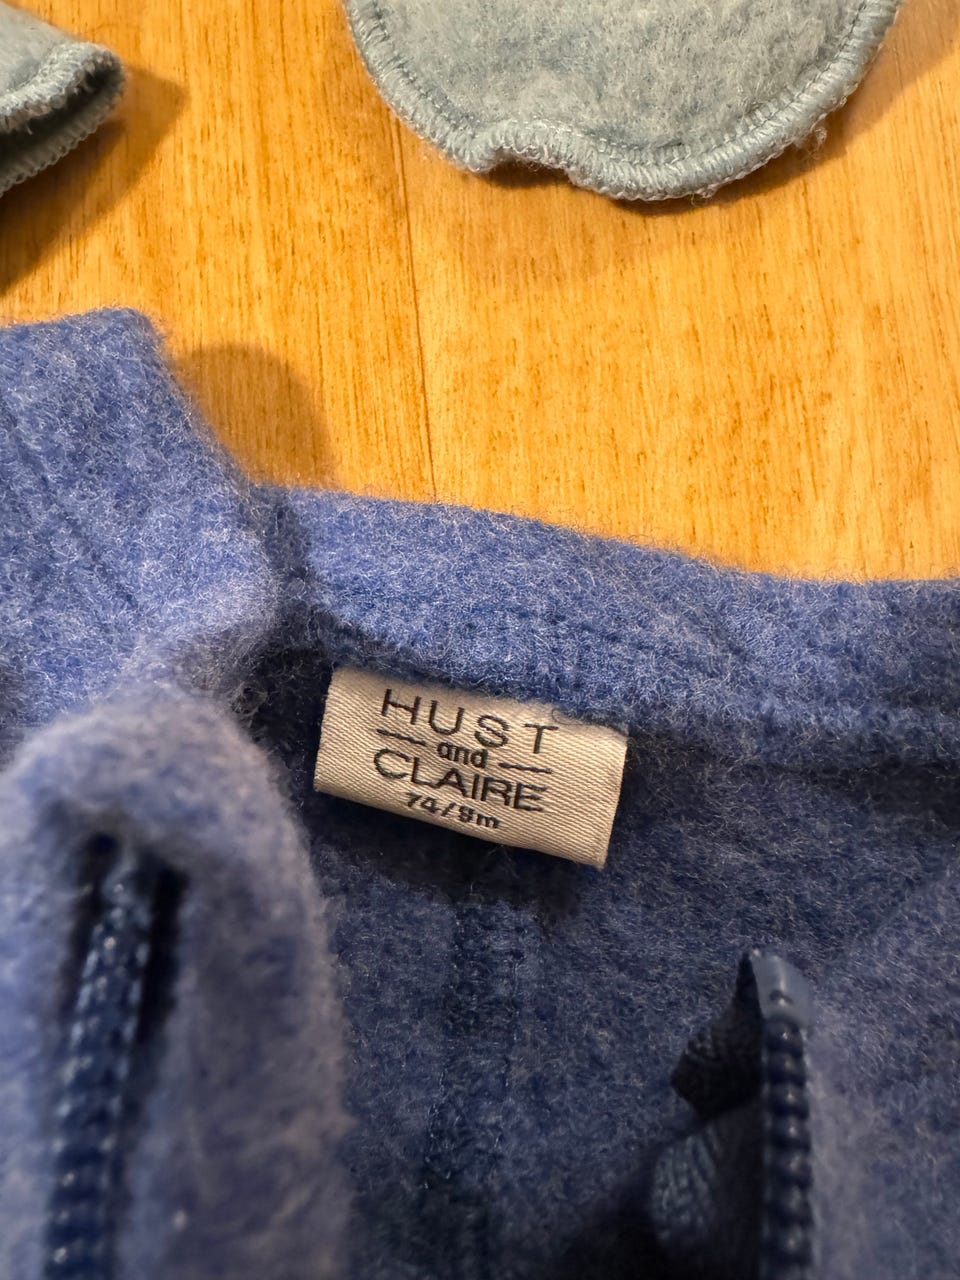 HUST
and
CLAIRE
74/9m